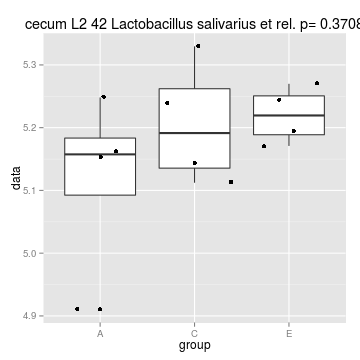 cecum L2 42 Lactobacillus salivarius et rel. p= 0.3708
5.3
5.2
5.1
5.0
4.9
data
A C E
group